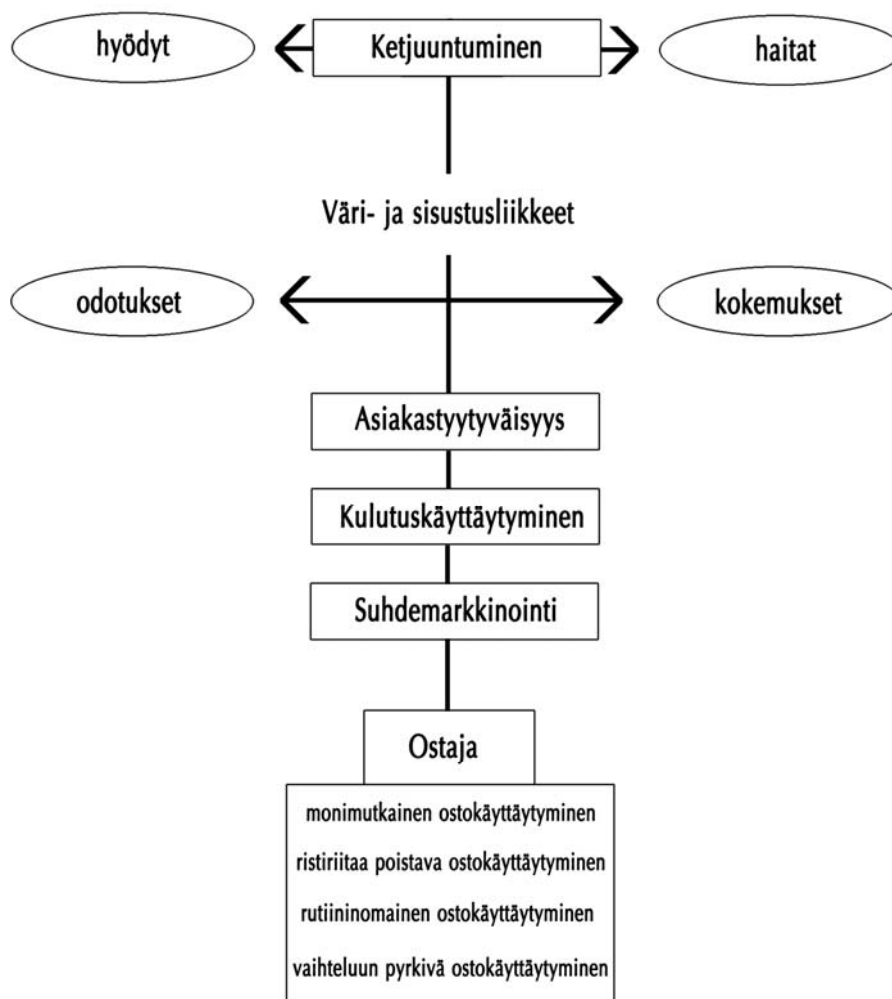 hyödyt
Ketjuuntuminen
haitat
Väri- ja sisustusliikkeet
odotukset
kokemukset
Asiakastyytyväisyys
Kulutuskäyttäytyminen
Suhdemarkkinointi
Ostaja
monimutkainen ostokäyttäytyminen
ristiriitaa poistava ostokäyttäytyminen
rutiininomainen ostokäyttäytyminen
vaihteluun pyrkivä ostokäyttäytyminen